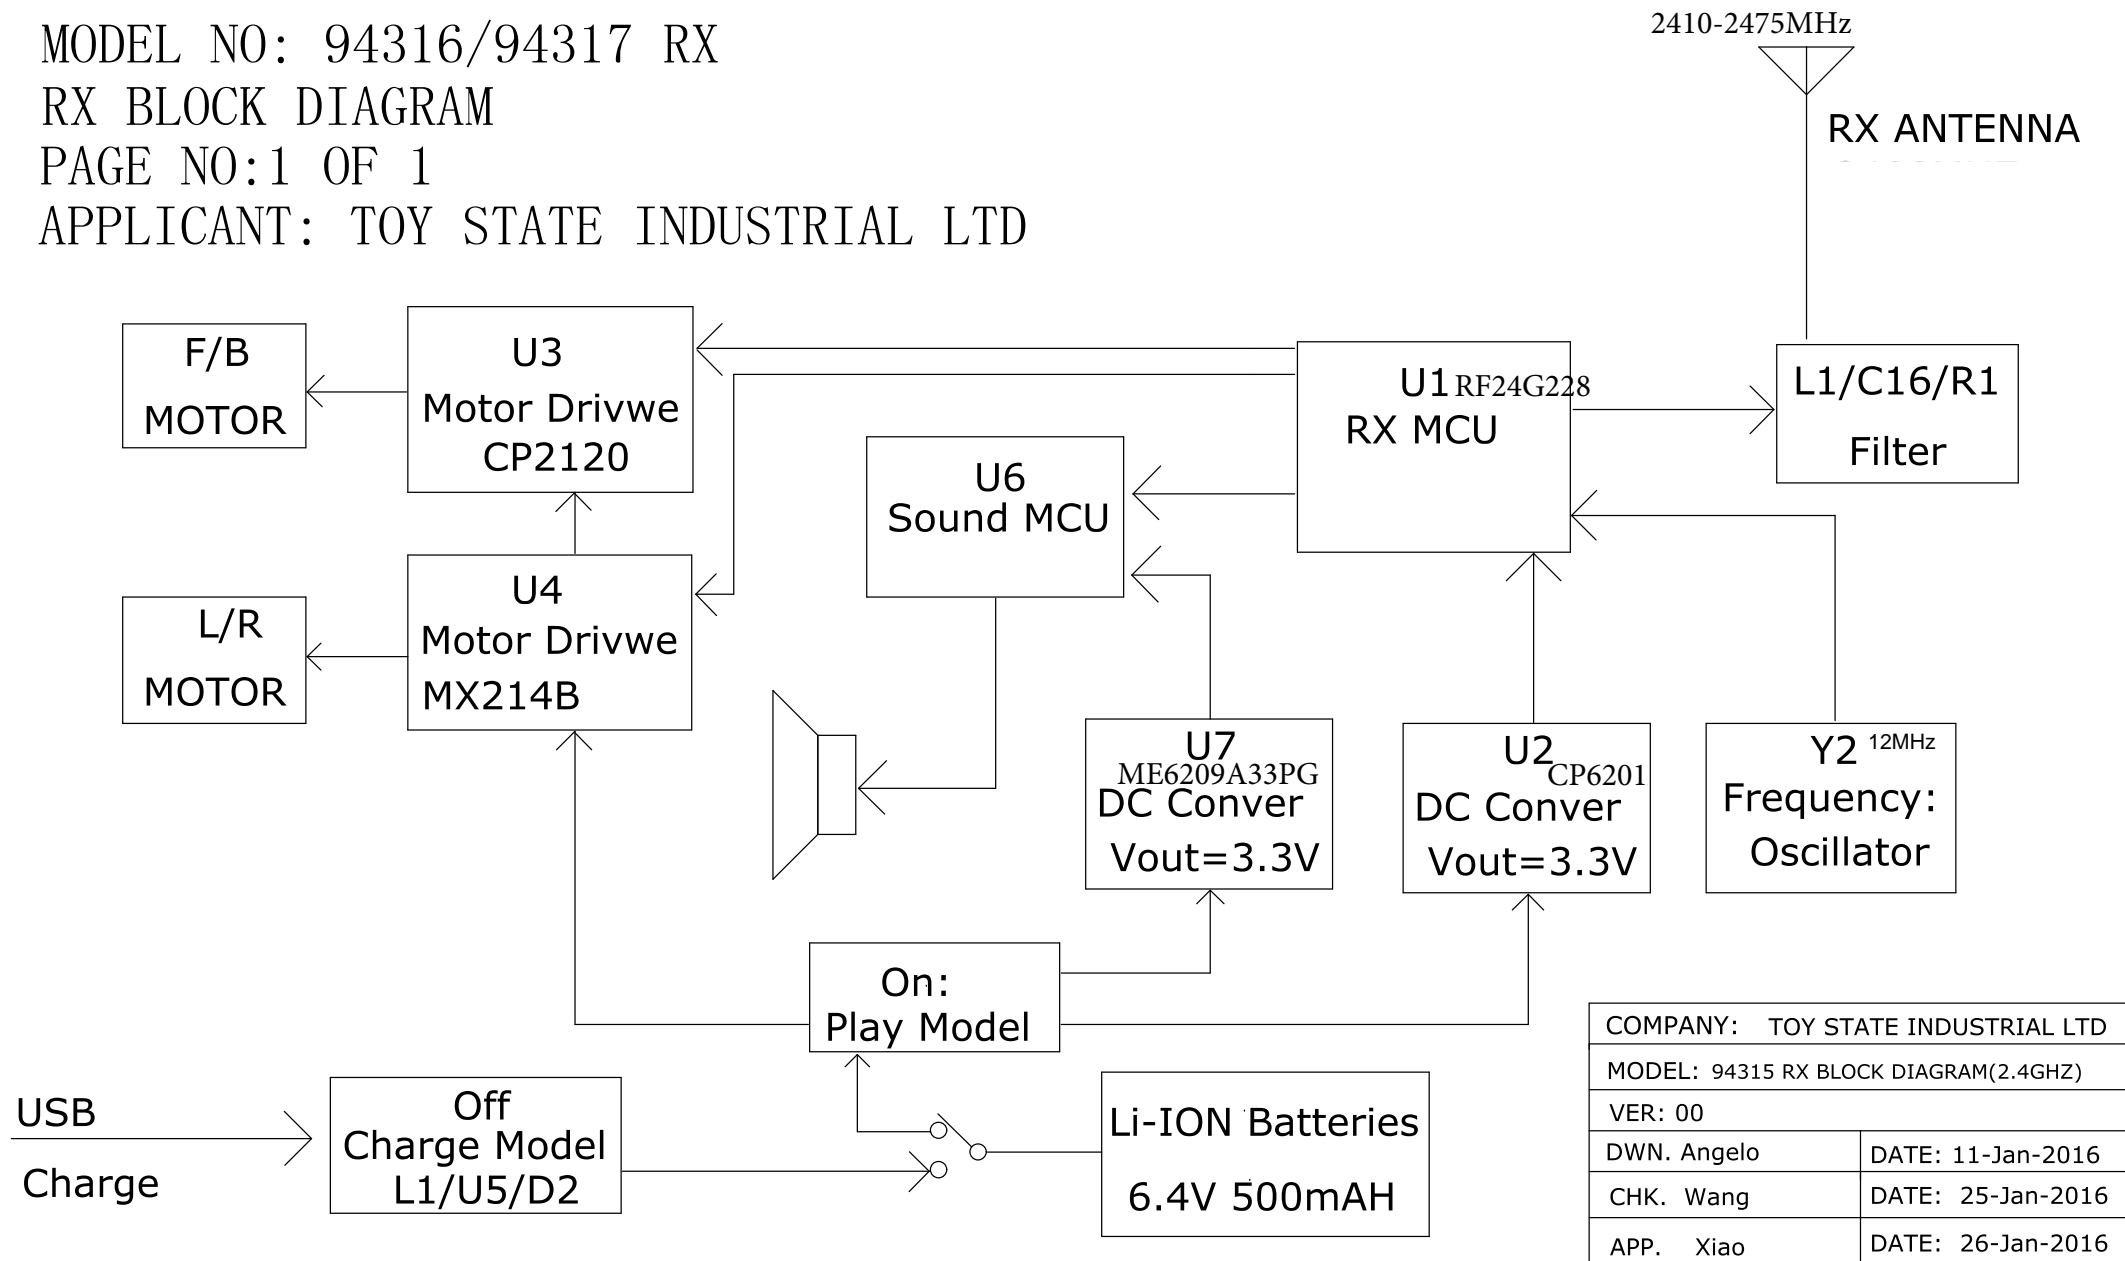 MODEL NO: 94316/94317 RX
RX BLOCK DIAGRAM
PAGE NO:1 OF 1
APPLICANT: TOY STATE INDUSTRIAL LTD
2410-2475MHz
RX ANTENNA
F/B
MOTOR
U3
Motor Drivwe
CP2120
U1 RF24G228
RX MCU
L1/C16/R1
Filter
U6
Sound MCU
L/R
MOTOR
U4
Motor Drivwe
MX214B
U7
ME6209A33PG
DC Conver
Vout=3.3V
U2
CP6201
DC Conver
Vout=3.3V
Y2 12MHz
Frequency:
Oscillator
On:
Play Model
USB
Charge
Off
Charge Model
L1/U5/D2
Li-ION Batteries
6.4V 500mAH
COMPANY: TOY STATE INDUSTRIAL LTD
MODEL: 94315 RX BLOCK DIAGRAM(2.4GHZ)
VER: 00
DWN. Angelo DATE: 11-Jan-2016
CHK. Wang DATE: 25-Jan-2016
APP. Xiao DATE: 26-Jan-2016